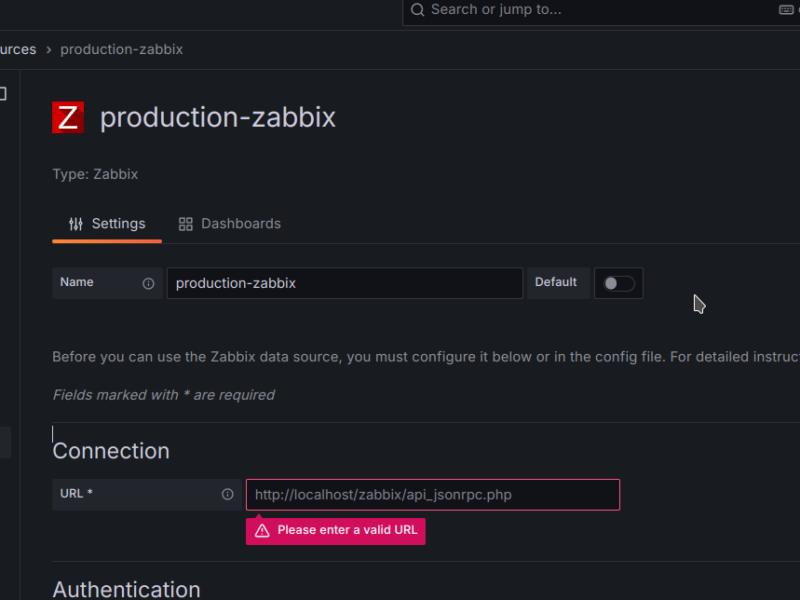 Search or jump to...
urces › production-zabbix
Z production-zabbix
Type: Zabbix
Settings Dashboards
Name production-zabbix Default
Before you can use the Zabbix data source, you must configure it below or in the config file. For detailed instruct
Fields marked with * are required
Connection
URL * http://localhost/zabbix/api_jsonrpc.php
Please enter a valid URL
Authentication